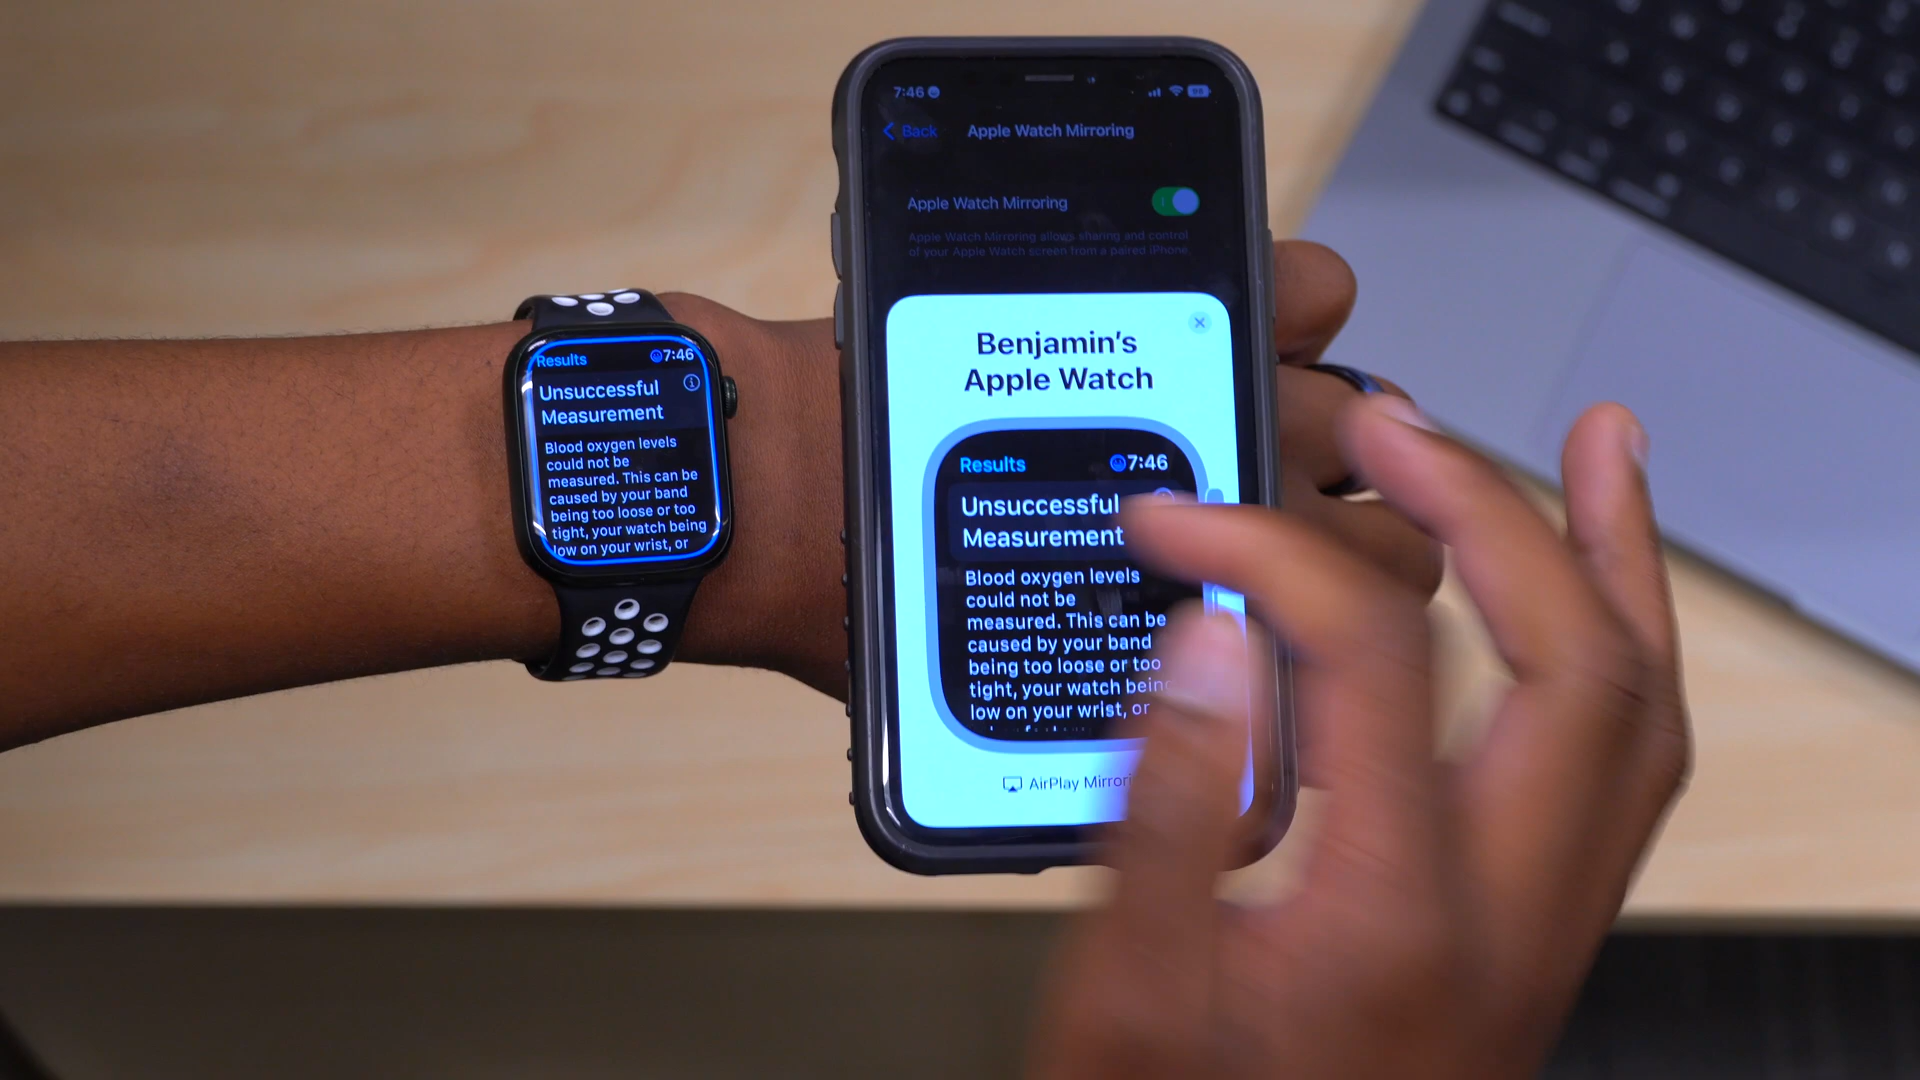 Results 7:46
Unsuccessful
Measurement
Blood oxygen levels
could not be
measured. This can be
caused by your band
being too loose or too
tight, your watch being
low on your wrist, or
7:46 98
Back Apple Watch Mirroring
Apple Watch Mirroring
Apple Watch Mirroring allows sharing and control
of your Apple Watch screen from a paired iPhone.
Benjamin's
Apple Watch
Results 7:46
Unsuccessful
Measurement
Blood oxygen levels
could not be
measured. This can be
caused by your band
being too loose or too
tight, your watch being
low on your wrist, or
AirPlay